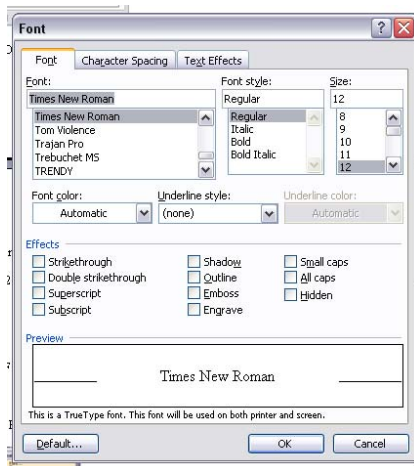 Font
Font Character Spacing Text Effects
Font: Font style: Size:
Times New Roman Regular 12
Times New Roman Regular 8
Tom Violence Italic 9
Trajan Pro Bold 10
Trebuchet MS Bold Italic 11
TRENDY 12
Font color: Underline style: Underline color:
Automatic (none) Automatic
Effects
Strikethrough Shadow Small caps
Double strikethrough Outline All caps
Superscript Emboss Hidden
Subscript Engrave
Preview
Times New Roman
This is a TrueType font. This font will be used on both printer and screen.
Default... OK Cancel